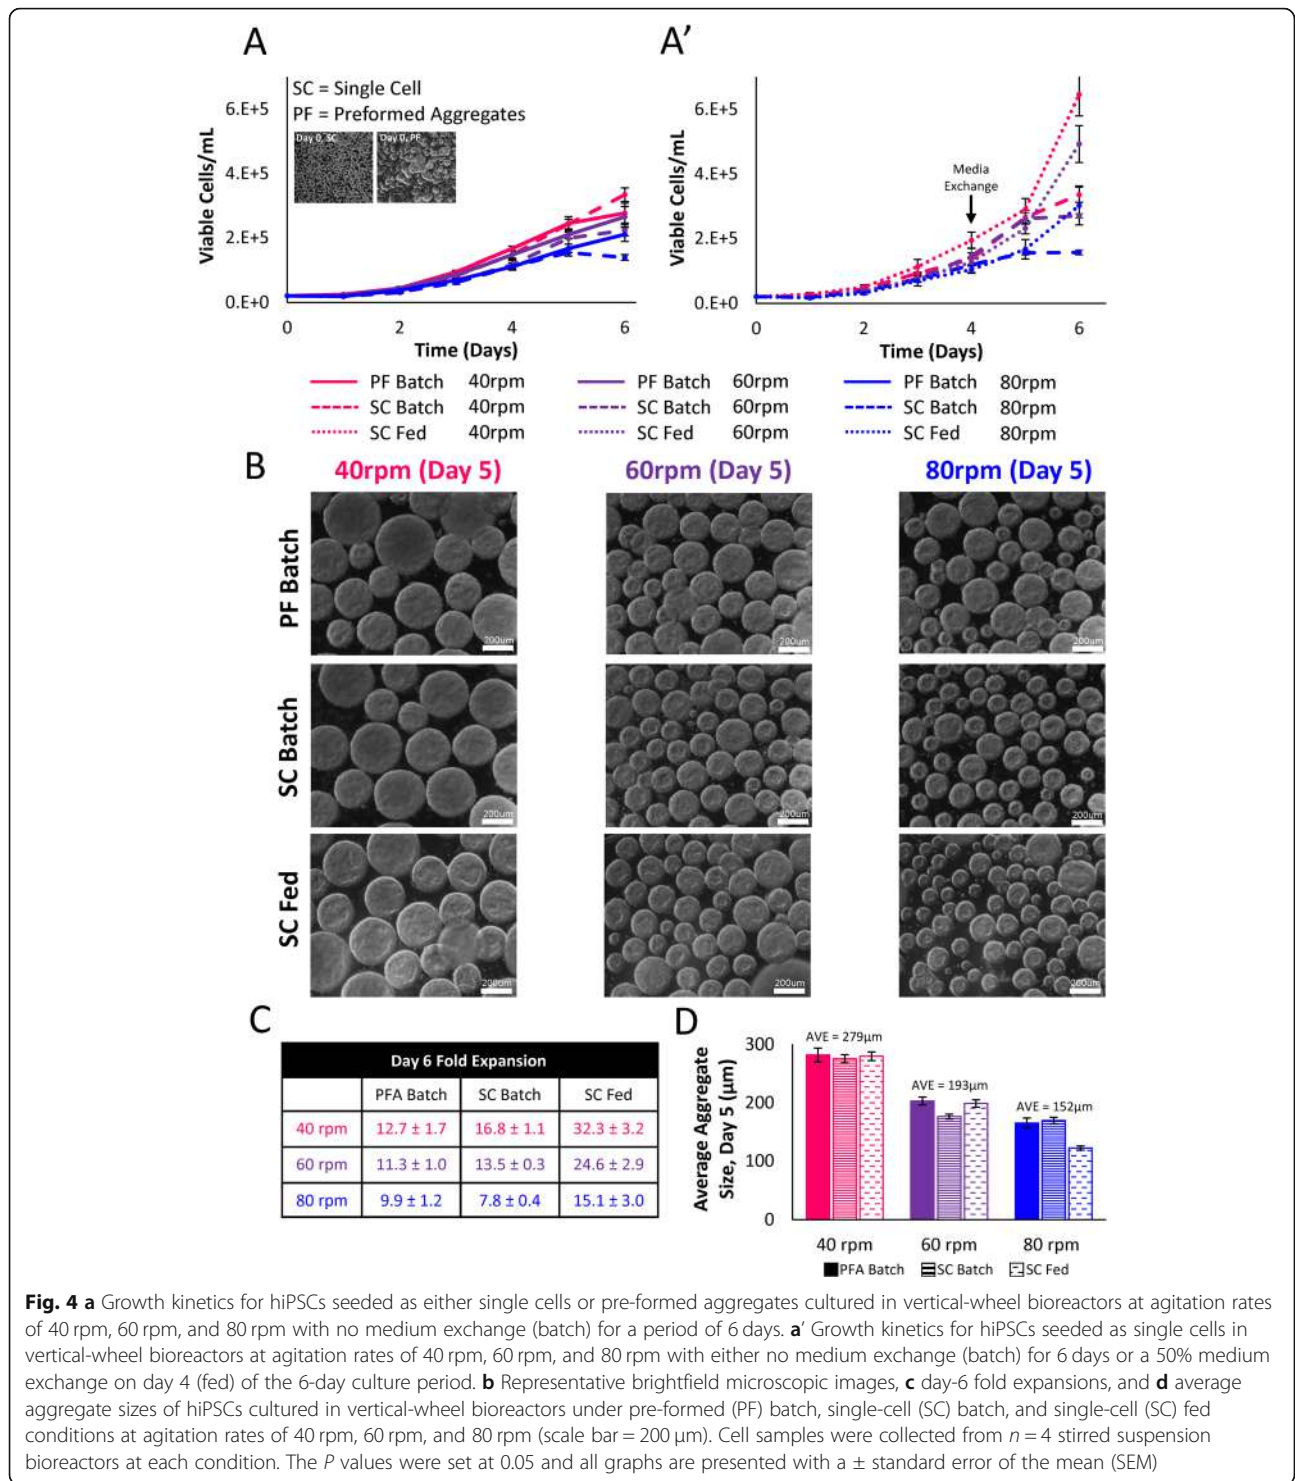 A
SC = Single Cell
PF = Preformed Aggregates
Day 0, SC
Day 0, PF
6.E+5
4.E+5
2.E+5
0.E+0
Viable Cells/mL
0 2 4 6
Time (Days)
A'
6.E+5
4.E+5
2.E+5
0.E+0
Viable Cells/mL
Media
Exchange
0 2 4 6
Time (Days)
PF Batch 40rpm PF Batch 60rpm PF Batch 80rpm
SC Batch 40rpm SC Batch 60rpm SC Batch 80rpm
SC Fed 40rpm SC Fed 60rpm SC Fed 80rpm
B
40rpm (Day 5) 60rpm (Day 5) 80rpm (Day 5)
PF Batch
200um 200um 200um
SC Batch
200um 200um 200um
SC Fed
200um 200um 200um
C
Day 6 Fold Expansion
PFA Batch SC Batch SC Fed
40 rpm 12.7 ± 1.7 16.8 ± 1.1 32.3 ± 3.2
60 rpm 11.3 ± 1.0 13.5 ± 0.3 24.6 ± 2.9
80 rpm 9.9 ± 1.2 7.8 ± 0.4 15.1 ± 3.0
D
Average Aggregate
Size, Day 5 (µm)
300
200
100
0
AVE = 279µm
AVE = 193µm
AVE = 152µm
40 rpm 60 rpm 80 rpm
PFA Batch SC Batch SC Fed
Fig. 4 a Growth kinetics for hiPSCs seeded as either single cells or pre-formed aggregates cultured in vertical-wheel bioreactors at agitation rates
of 40 rpm, 60 rpm, and 80 rpm with no medium exchange (batch) for a period of 6 days. a′ Growth kinetics for hiPSCs seeded as single cells in
vertical-wheel bioreactors at agitation rates of 40 rpm, 60 rpm, and 80 rpm with either no medium exchange (batch) for 6 days or a 50% medium
exchange on day 4 (fed) of the 6-day culture period. b Representative brightfield microscopic images, c day-6 fold expansions, and d average
aggregate sizes of hiPSCs cultured in vertical-wheel bioreactors under pre-formed (PF) batch, single-cell (SC) batch, and single-cell (SC) fed
conditions at agitation rates of 40 rpm, 60 rpm, and 80 rpm (scale bar = 200 µm). Cell samples were collected from n = 4 stirred suspension
bioreactors at each condition. The P values were set at 0.05 and all graphs are presented with a ± standard error of the mean (SEM)